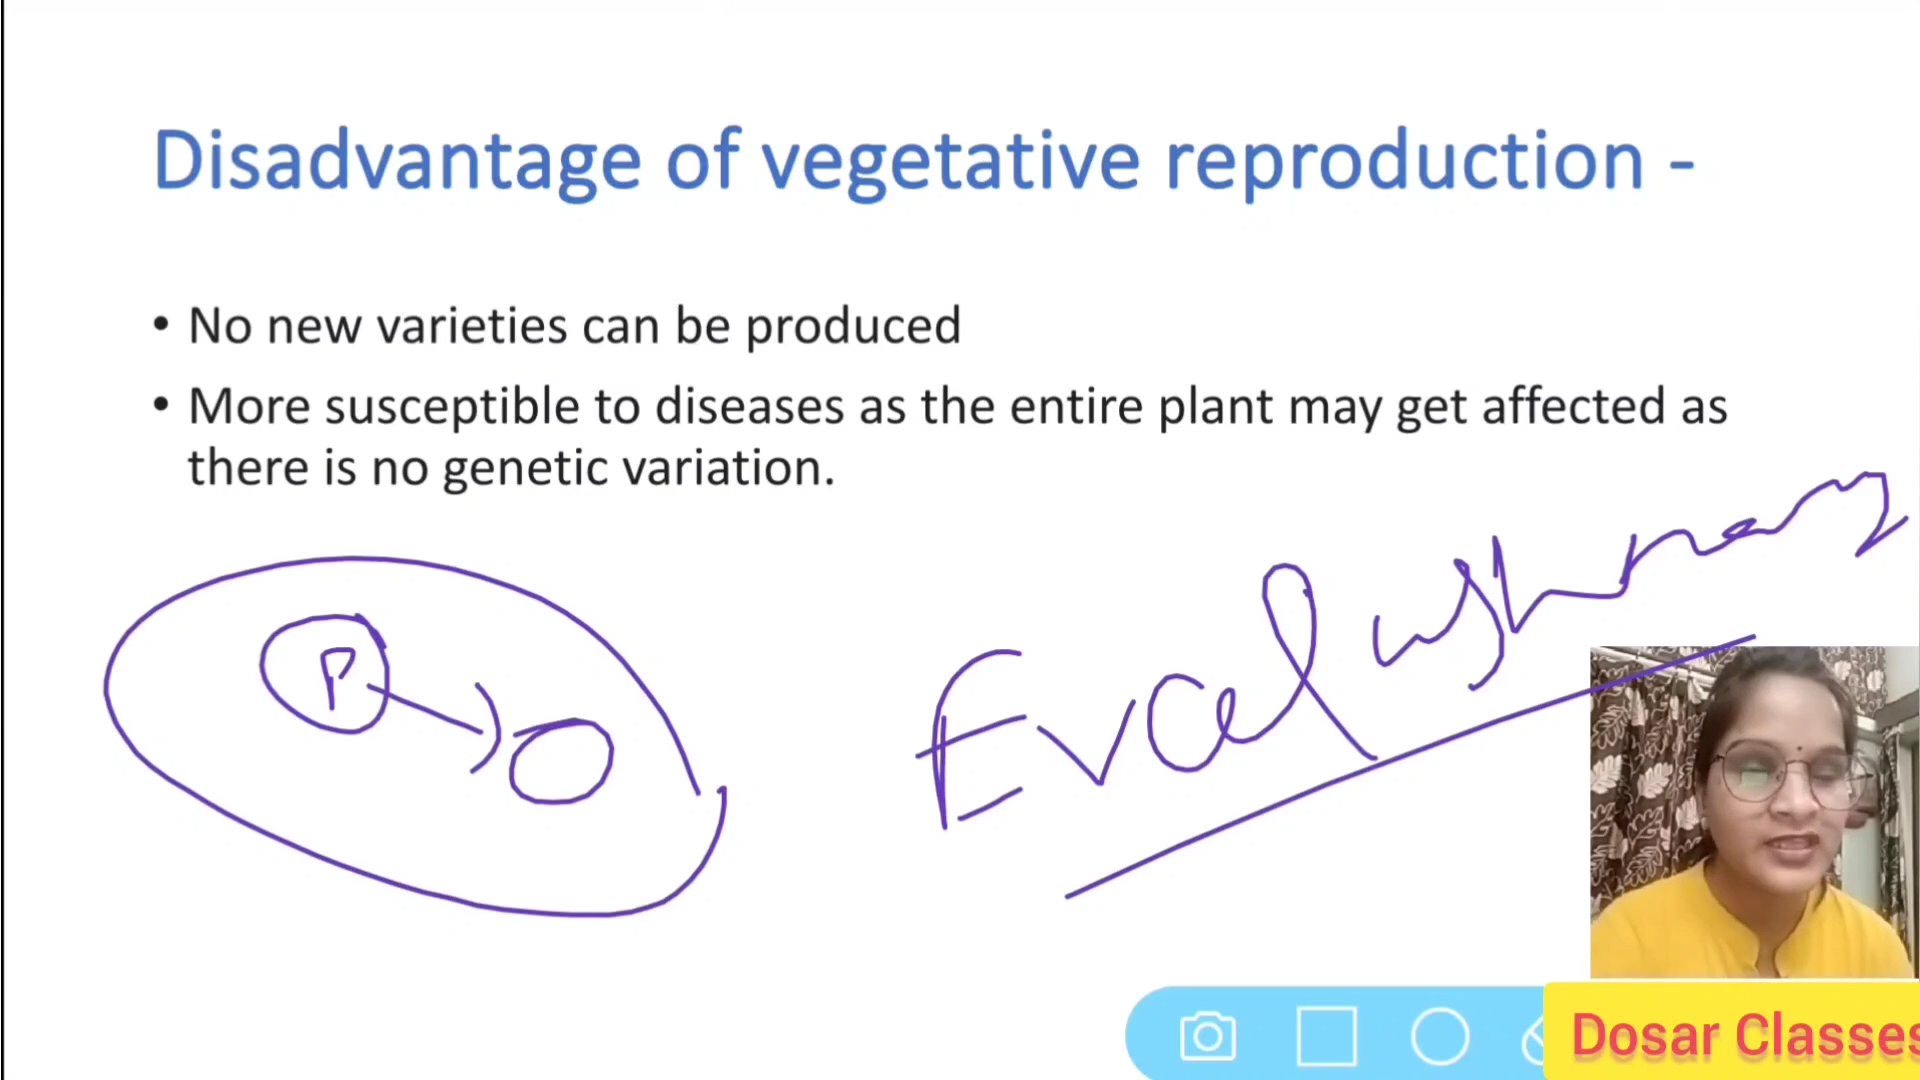 Disadvantage of vegetative reproduction -
• No new varieties can be produced
• More susceptible to diseases as the entire plant may get affected as
there is no genetic variation.
P
Dosar Classes